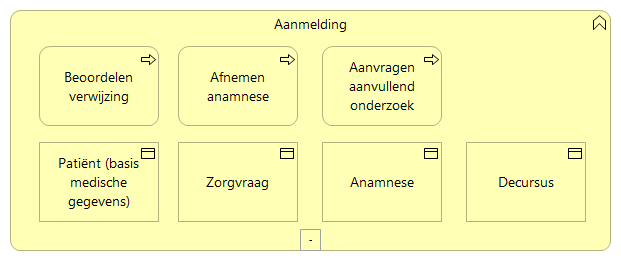 Aanmelding
Beoordelen
verwijzing
Afnemen
anamnese
Aanvragen
aanvullend
onderzoek
Patiënt (basis
medische
gegevens)
Zorgvraag
Anamnese
Decursus
-